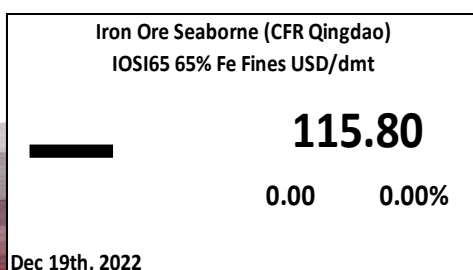 Iron Ore Seaborne (CFR Qingdao)
IOSI65 65% Fe Fines USD/dmt
115.80
0.00 0.00%
Dec 19th, 2022